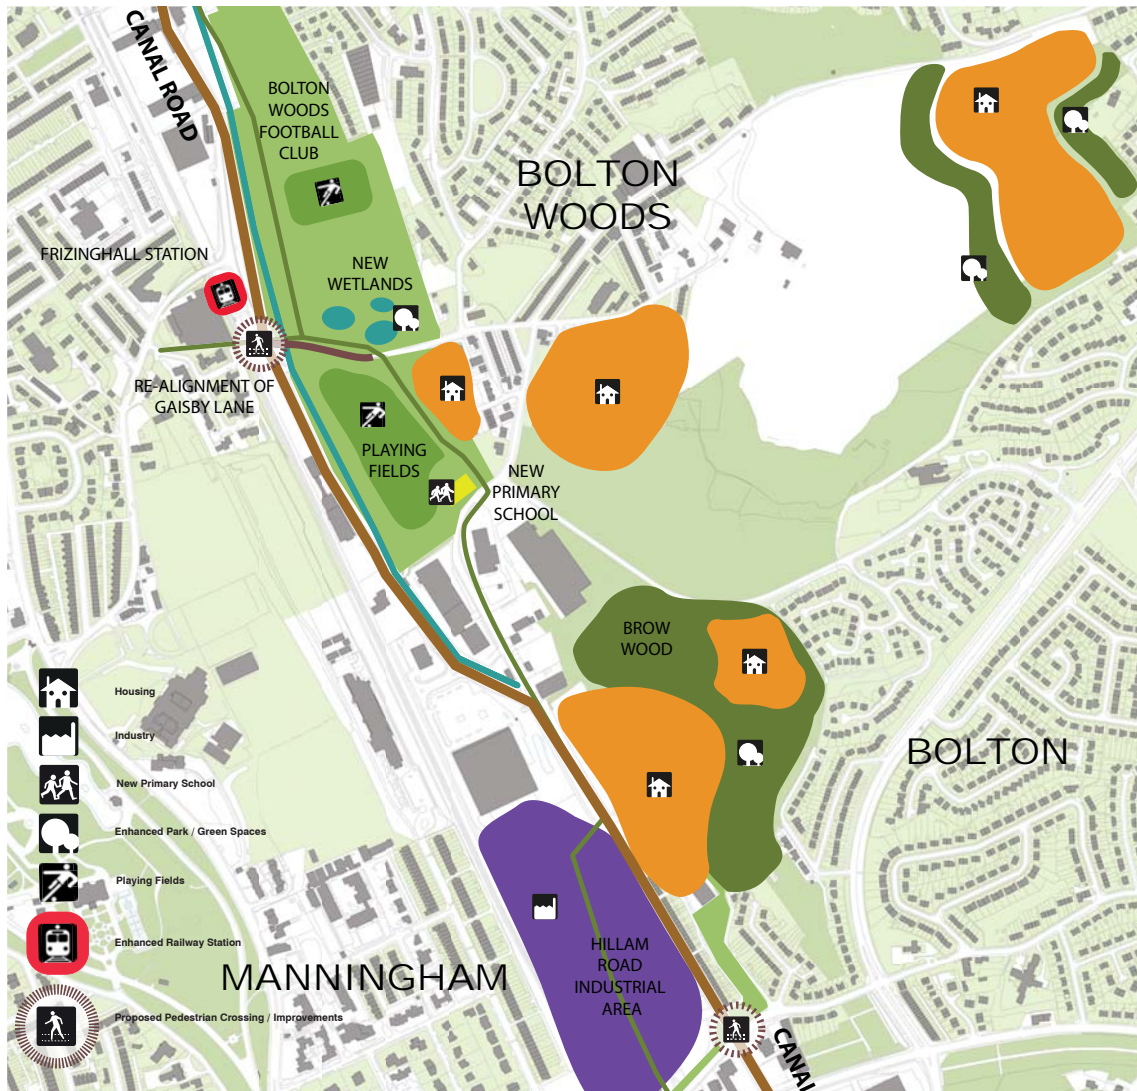 CANAL ROAD
BOLTON
WOODS
FOOTBALL
CLUB
BOLTON
WOODS
FRIZINGHALL STATION
NEW
WETLANDS
RE-ALIGNMENT OF
GAISBY LANE
PLAYING
FIELDS
NEW
PRIMARY
SCHOOL
BROW
WOOD
BOLTON
Housing
Industry
New Primary School
Enhanced Park / Green Spaces
Playing Fields
Enhanced Railway Station
Proposed Pedestrian Crossing / Improvements
MANNINGHAM
HILLAM
ROAD
INDUSTRIAL
AREA
CANAL